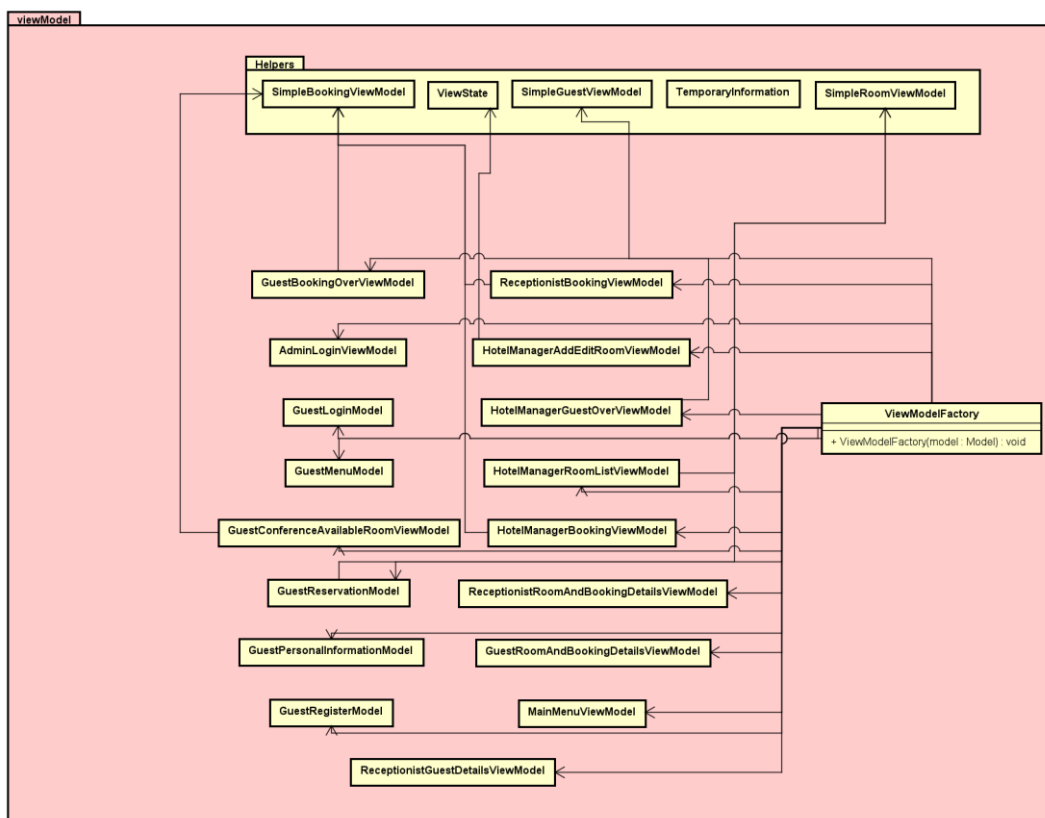 viewModel
Helpers
SimpleBookingViewModel
ViewState
SimpleGuestViewModel
TemporaryInformation
SimpleRoomViewModel
GuestBookingOverViewModel
ReceptionistBookingViewModel
AdminLoginViewModel
HotelManagerAddEditRoomViewModel
GuestLoginModel
HotelManagerGuestOverViewModel
ViewModelFactory
+ ViewModelFactory(model : Model) : void
GuestMenuModel
HotelManagerRoomListViewModel
GuestConferenceAvailableRoomViewModel
HotelManagerBookingViewModel
GuestReservationModel
ReceptionistRoomAndBookingDetailsViewModel
GuestPersonalInformationModel
GuestRoomAndBookingDetailsViewModel
GuestRegisterModel
MainMenuViewModel
ReceptionistGuestDetailsViewModel